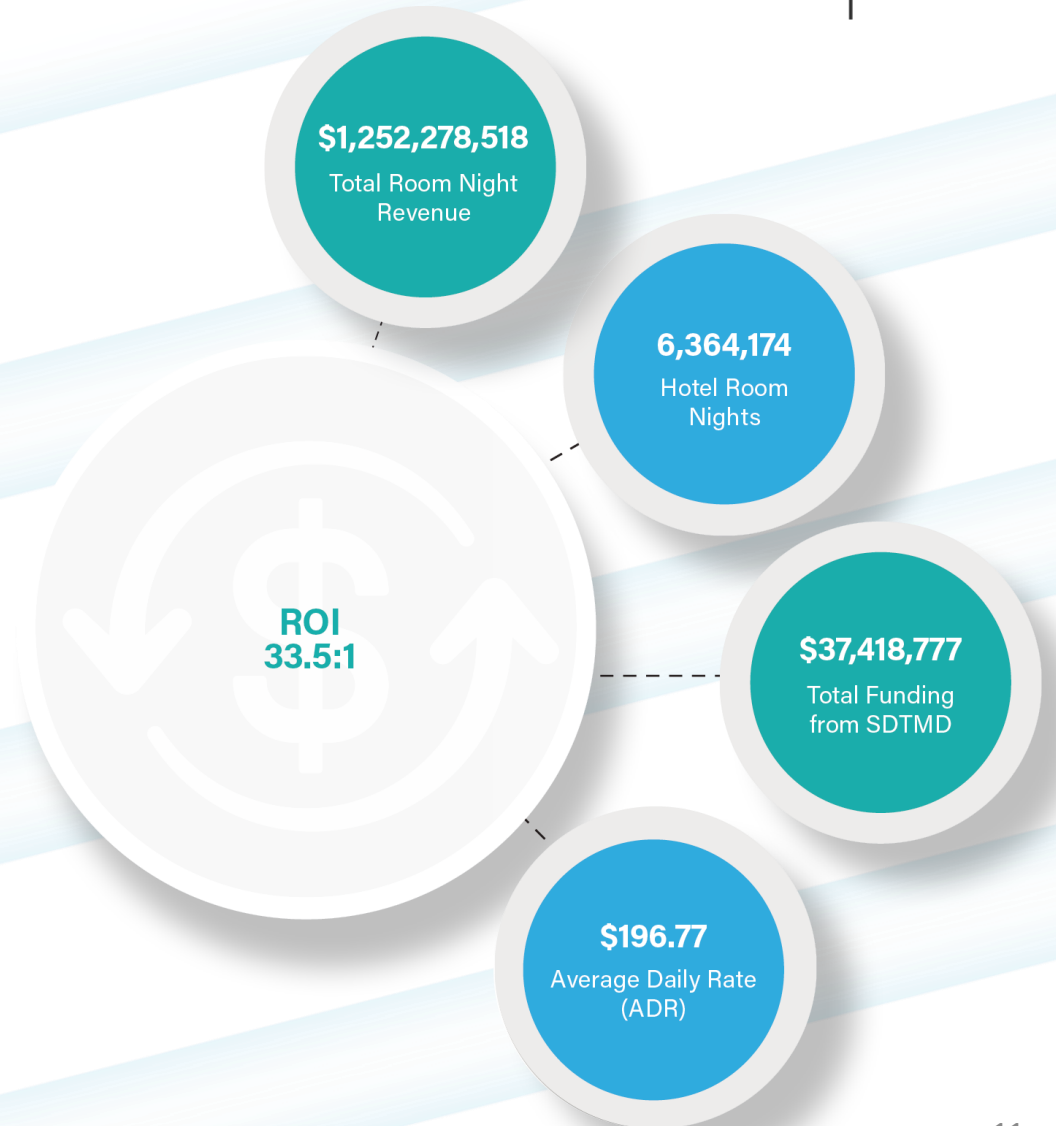 $1,252,278,518
Total Room Night
Revenue
6,364,174
Hotel Room
Nights
ROI
33.5:1
$37,418,777
Total Funding
from SDTMD
$196.77
Average Daily Rate
(ADR)